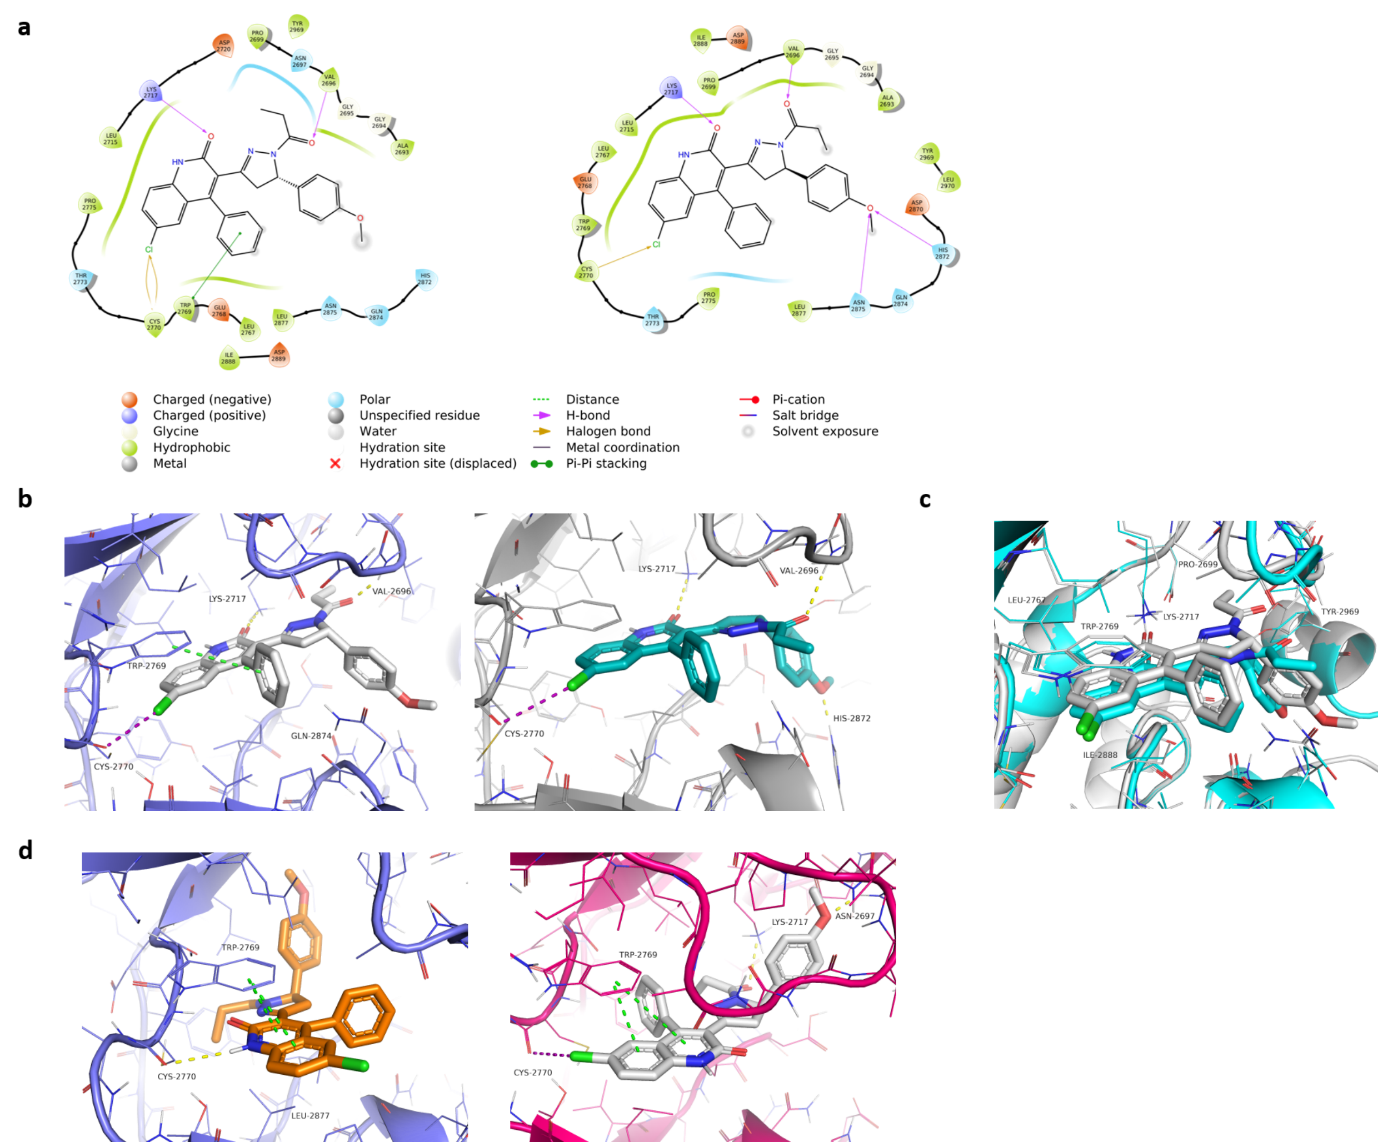 a
TYR 2969
PRO 2699
ASP 2720
ASN 2697
VAL 2696
LYS 2717
GLY 2695
GLY 2694
ALA 2693
LEU 2715
O
O
N
N
HN
PRO 2775
O
Cl
THR 2773
CYS 2770
TRP 2769
GLU 2768
LEU 2767
ILE 2888
ASP 2889
LEU 2877
ASN 2875
GLN 2874
HIS 2872
ILE 2888
ASP 2889
VAL 2696
GLY 2695
GLY 2694
ALA 2693
PRO 2699
LYS 2717
LEU 2715
O
O
N
N
HN
LEU 2767
GLU 2768
TRP 2769
CYS 2770
Cl
O
TYR 2969
LEU 2970
ASP 2870
HIS 2872
GLN 2874
ASN 2875
LEU 2877
PRO 2775
THR 2773
Charged (negative)
Charged (positive)
Glycine
Hydrophobic
Metal
Polar
Unspecified residue
Water
Hydration site
Hydration site (displaced)
Distance
H-bond
Halogen bond
Metal coordination
Pi-Pi stacking
Pi-cation
Salt bridge
Solvent exposure
b
LYS-2717
VAL-2696
TRP-2769
GLN-2874
CYS-2770
LYS-2717
VAL-2696
CYS-2770
HIS-2872
c
PRO-2699
LEU-2767
LYS-2717
TYR-2969
TRP-2769
ILE-2888
d
TRP-2769
CYS-2770
LEU-2877
LYS-2717
ASN-2697
TRP-2769
CYS-2770